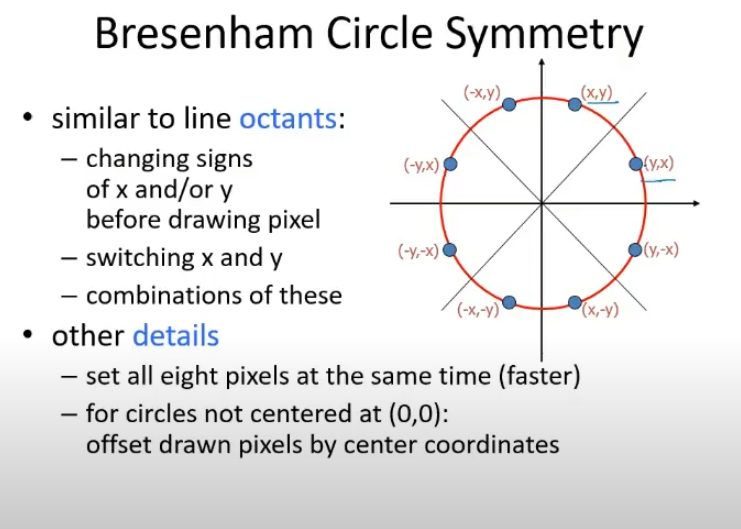 Bresenham Circle Symmetry
• similar to line octants:
– changing signs
of x and/or y
before drawing pixel
– switching x and y
– combinations of these
• other details
– set all eight pixels at the same time (faster)
– for circles not centered at (0,0):
offset drawn pixels by center coordinates
(-x,y)
(x,y)
(-y,x)
(y,x)
(-y,-x)
(y,-x)
(-x,-y)
(x,-y)